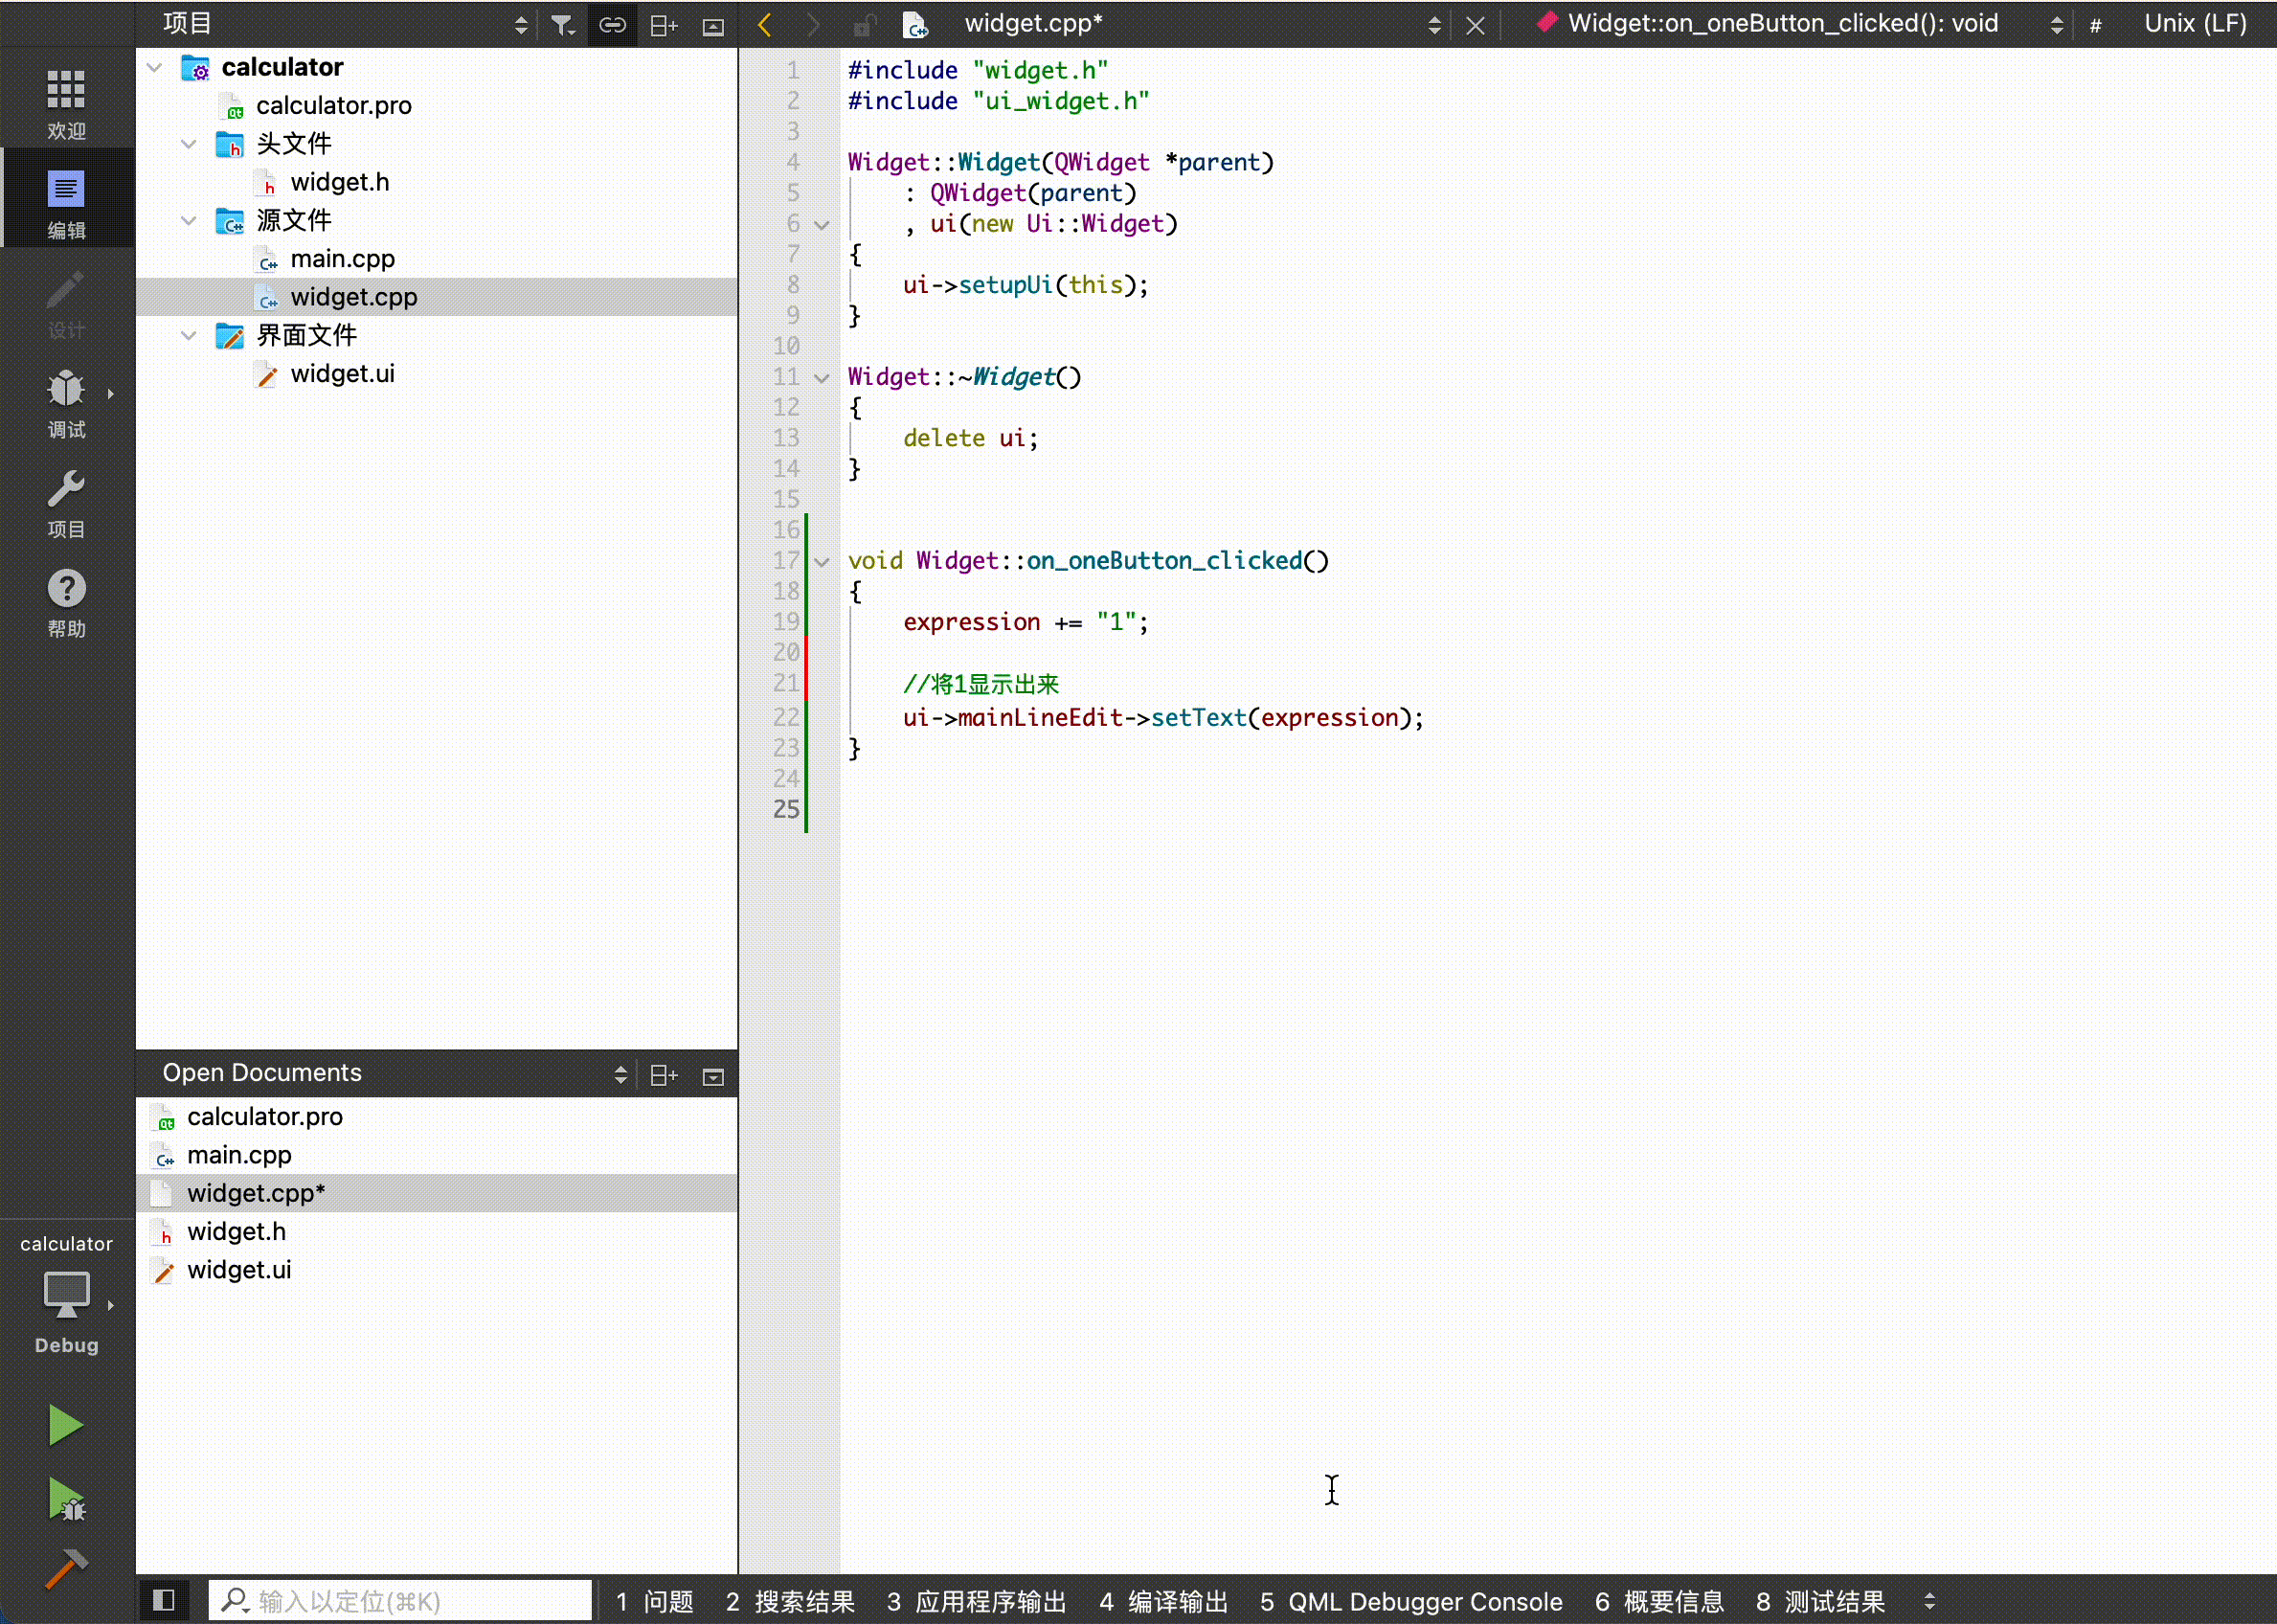 项目
widget.cpp*
Widget::on_oneButton_clicked(): void
#
Unix (LF)
欢迎
编辑
设计
调试
项目
帮助
calculator
Debug
calculator
calculator.pro
头文件
widget.h
源文件
main.cpp
widget.cpp
界面文件
widget.ui
Open Documents
calculator.pro
main.cpp
widget.cpp*
widget.h
widget.ui
1 #include "widget.h"
2 #include "ui_widget.h"
3
4 Widget::Widget(QWidget *parent)
5 : QWidget(parent)
6 , ui(new Ui::Widget)
7 {
8 ui->setupUi(this);
9 }
10
11 Widget::~Widget()
12 {
13 delete ui;
14 }
15
16
17 void Widget::on_oneButton_clicked()
18 {
19 expression += "1";
20
21 //将1显示出来
22 ui->mainLineEdit->setText(expression);
23 }
24
25
输入以定位(⌘K)
1 问题 2 搜索结果 3 应用程序输出 4 编译输出 5 QML Debugger Console 6 概要信息 8 测试结果